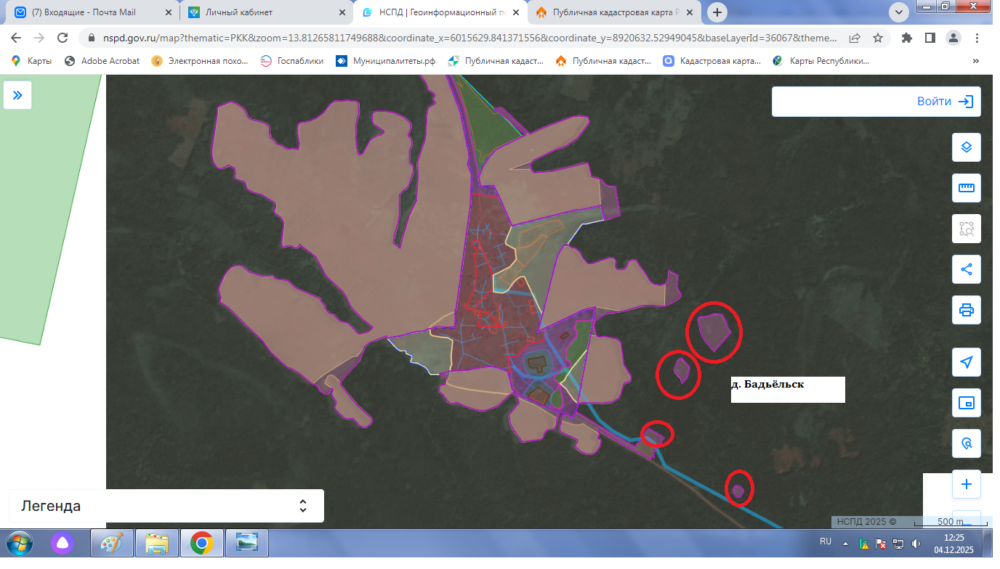 (7) Входящие - Почта Mail
Личный кабинет
НСПД | Геоинформационный по
Публичная кадастровая карта Р
nspd.gov.ru/map?thematic=PKK&zoom=13.81265811749688&coordinate_x=6015629.841371556&coordinate_y=8920632.52949045&baseLayerId=36067&theme...
Карты
Adobe Acrobat
Электронная похо...
Госпаблики
Муниципалитеты.рф
Публичная кадаст...
Публичная кадаст...
Кадастровая карта...
Карты Республики...
»
Войти
д. Бадьёльск
Легенда
НСПД 2025 ©
500 m
RU
12:25
04.12.2025